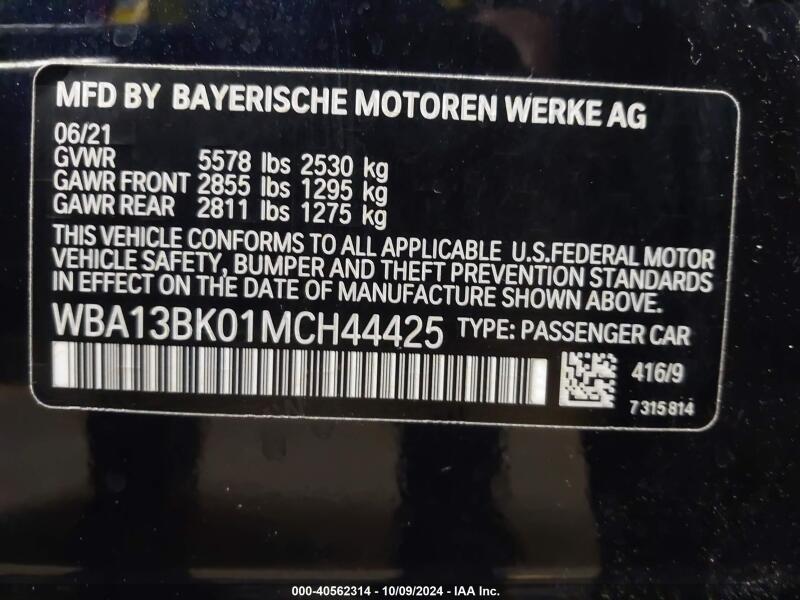 MFD BY BAYERISCHE MOTOREN WERKE AG
06/21
GVWR 5578 lbs 2530 kg
GAWR FRONT 2855 lbs 1295 kg
GAWR REAR 2811 lbs 1275 kg
THIS VEHICLE CONFORMS TO ALL APPLICABLE U.S.FEDERAL MOTOR
VEHICLE SAFETY, BUMPER AND THEFT PREVENTION STANDARDS
IN EFFECT ON THE DATE OF MANUFACTURE SHOWN ABOVE.
WBA13BK01MCH44425 TYPE: PASSENGER CAR
416/9
7315814
000-40562314 - 10/09/2024 - IAA Inc.